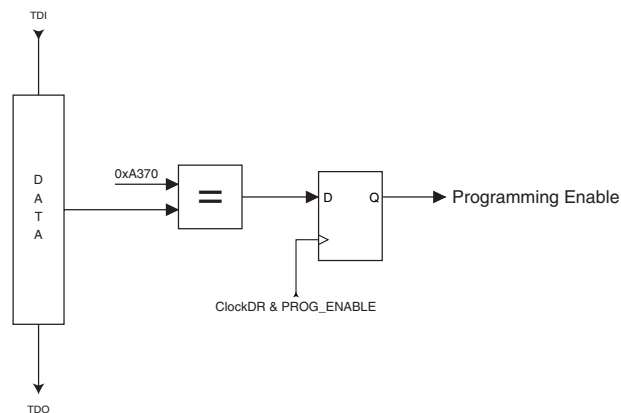 TDI
D
A
T
A
0xA370
=
D Q
Programming Enable
ClockDR & PROG_ENABLE
TDO